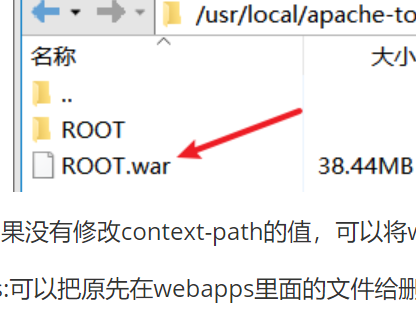 /usr/local/apache-to
名称 大小
..
ROOT
ROOT.war 38.44MB
果没有修改context-path的值，可以将w
s:可以把原先在webapps里面的文件给删